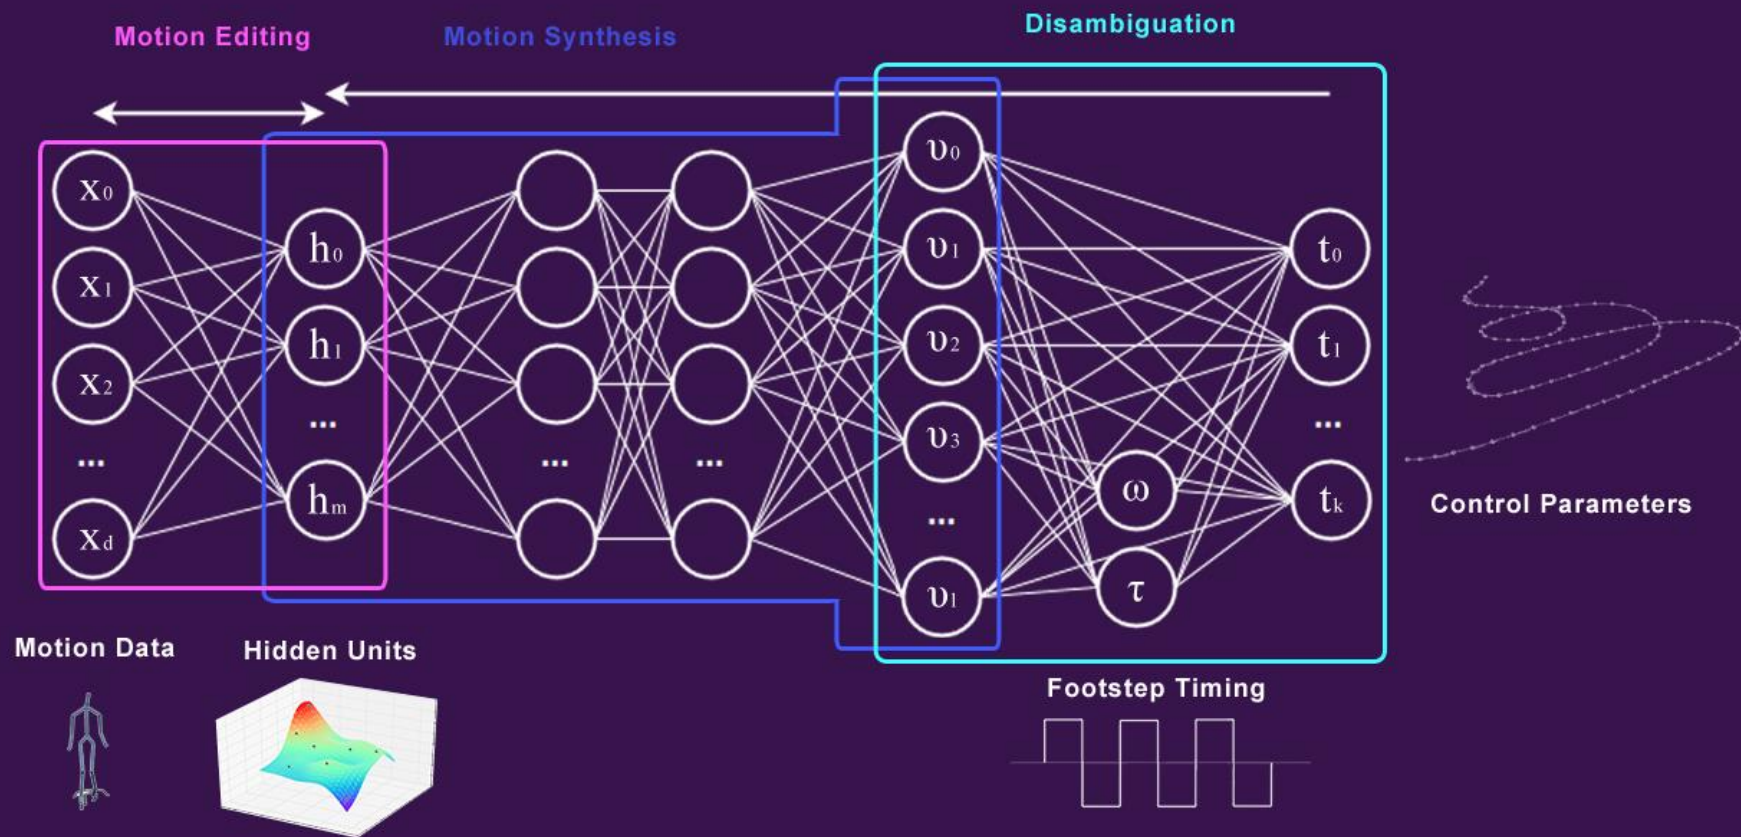 Motion Editing
Motion Synthesis
Disambiguation
x0
x1
x2
...
xd
h0
h1
...
hm
...
...
υ0
υ1
υ2
υ3
...
υ1
ω
τ
t0
t1
...
tk
Control Parameters
Motion Data
Hidden Units
Footstep Timing